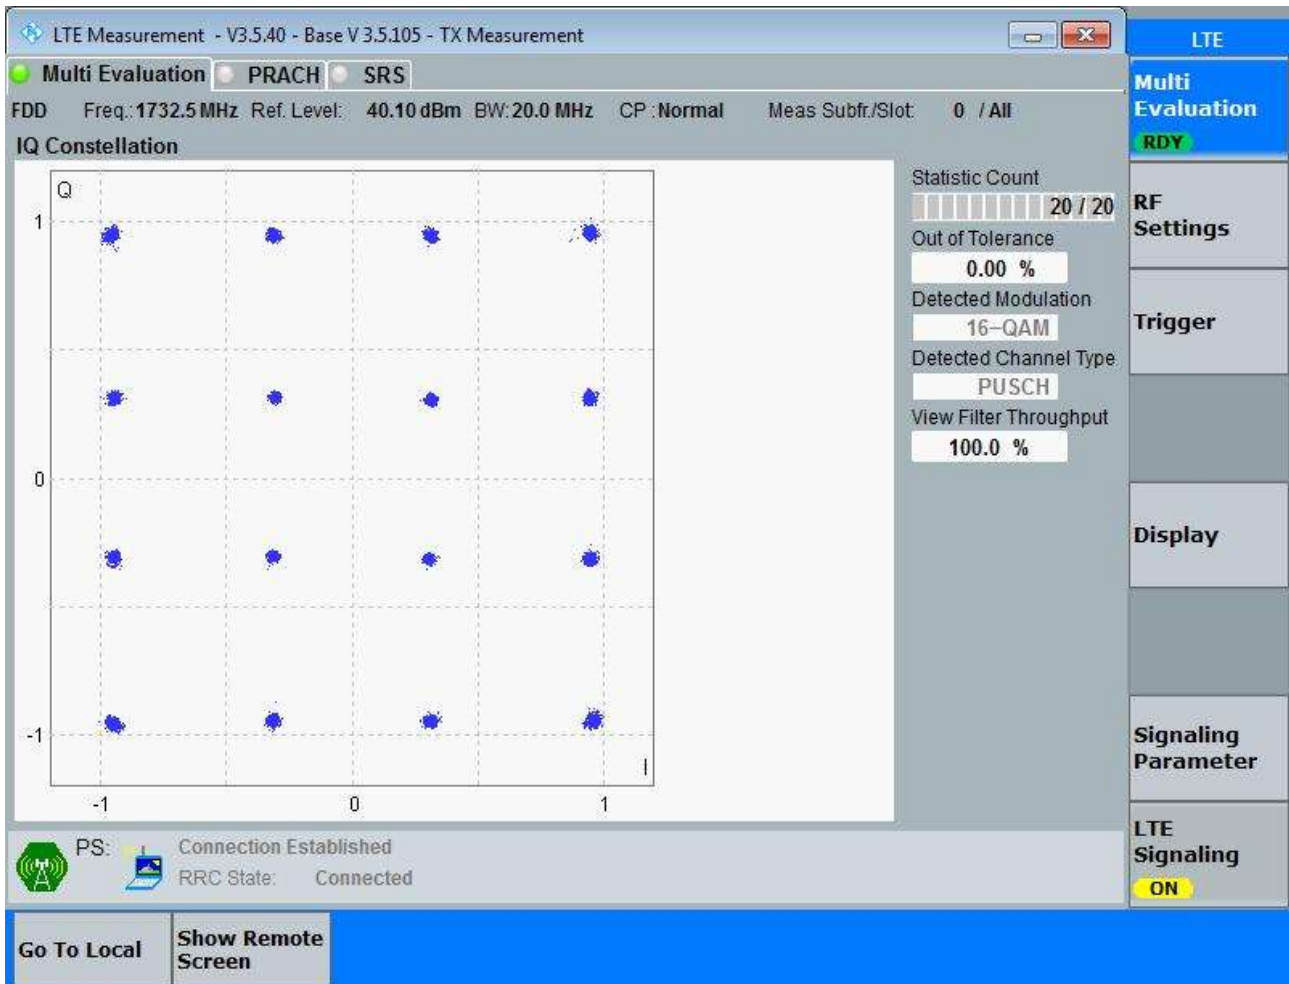 LTE Measurement - V3.5.40 - Base V 3.5.105 - TX Measurement
LTE
Multi Evaluation PRACH SRS
FDD Freq.: 1732.5 MHz Ref. Level: 40.10 dBm BW: 20.0 MHz CP : Normal Meas Subfr./Slot: 0 / All
IQ Constellation
Q
1
0
-1
I
-1 0 1
Statistic Count
20 / 20
Out of Tolerance
0.00 %
Detected Modulation
16-QAM
Detected Channel Type
PUSCH
View Filter Throughput
100.0 %
Multi
Evaluation
RDY
RF
Settings
Trigger
Display
Signaling
Parameter
LTE
Signaling
ON
PS: Connection Established
RRC State: Connected
Go To Local
Show Remote
Screen